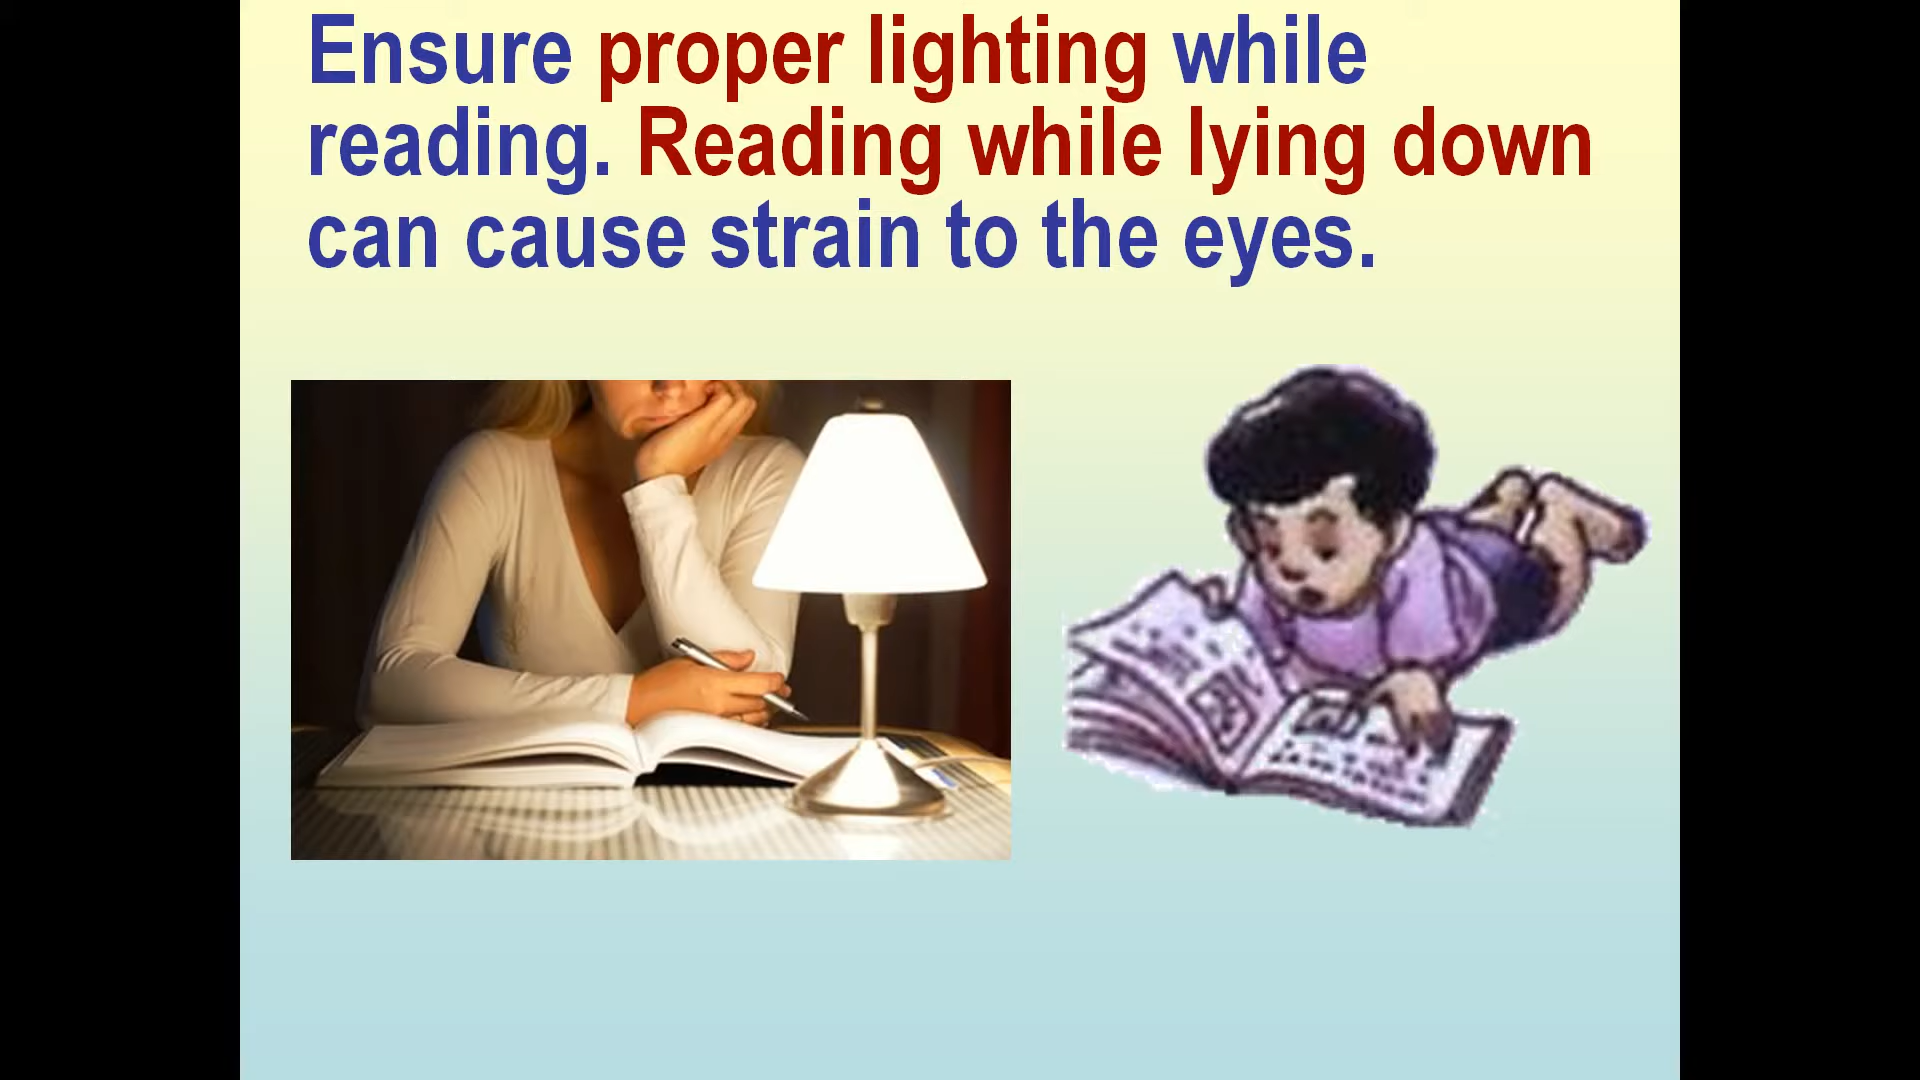 Ensure proper lighting while
reading. Reading while lying down
can cause strain to the eyes.